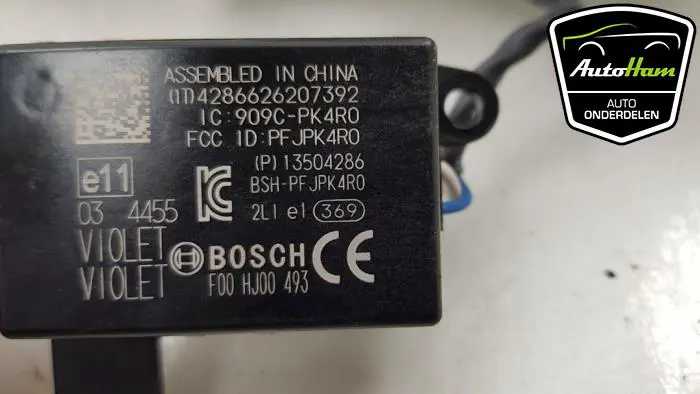 ASSEMBLED IN CHINA
(1T)4286626207392
IC:909C-PK4R0
FCC ID:PFJPK4R0
(P)13504286
BSH-PFJPK4R0
e11
03 4455
2LI e1 369
VIOLET
VIOLET
BOSCH
F00 HJ00 493
CE
AutoHam
AUTO
ONDERDELEN